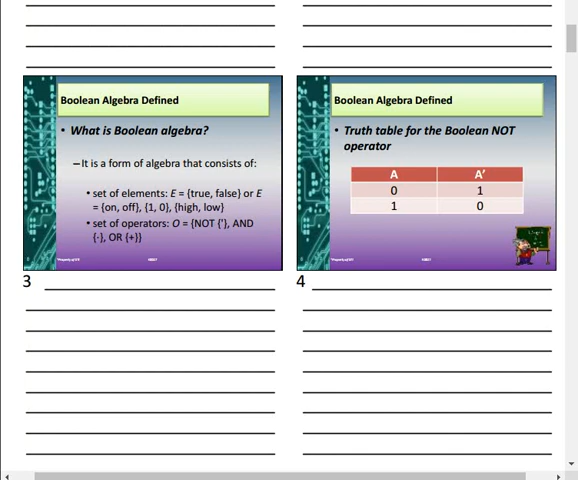 Boolean Algebra Defined
• What is Boolean algebra?
– It is a form of algebra that consists of:
• set of elements: E = {true, false} or E
= {on, off}, {1, 0}, {high, low}
• set of operators: O = {NOT {′}, AND
{·}, OR {+}}
3
Boolean Algebra Defined
• Truth table for the Boolean NOT
operator
A A′
0 1
1 0
4